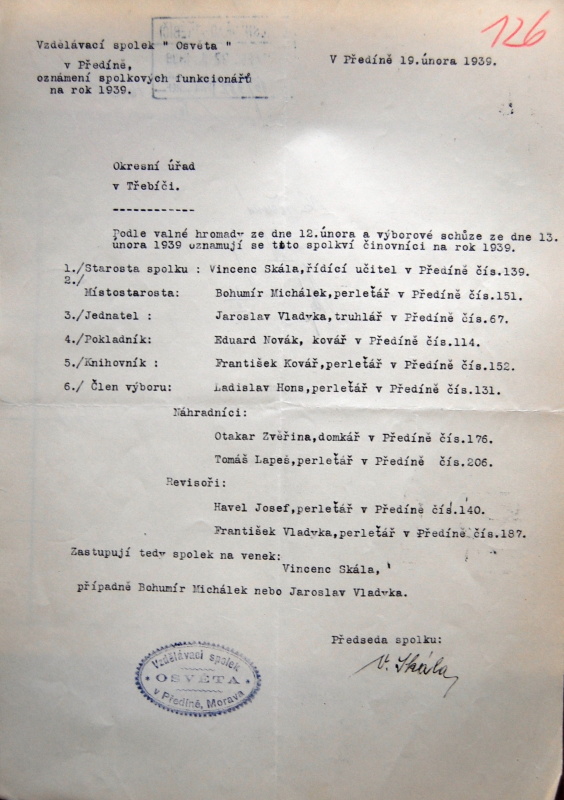 126
Vzdělávací spolek " Osvěta "
v Předíně,
oznámení spolkových funkcionářů
na rok 1939.
V Předíně 19.února 1939.
Okresní úřad
v Třebíči.
------------
Podle valné hromady ze dne 12.února a výborové schůze ze dne 13.
února 1939 oznamují se tito spolkví činovníci na rok 1939.
1./Starosta spolku : Vincenc Skála,řídící učitel v Předíně čís.139.
2./
Místostarosta: Bohumír Michálek,perletář v Předíně čís.151.
3./Jednatel : Jaroslav Vladyka,truhlář v Předíně čís.67.
4./Pokladník: Eduard Novák, kovář v Předíně čís.114.
5./Knihovník : František Kovář,perletář v Předíně čís.152.
6./ Člen výboru: Ladislav Hons,perletář v Předíně čís.131.
Náhradníci:
Otakar Zvěřina,domkář v Předíně čís.176.
Tomáš Lapeš,perletář v Předíně čís.206.
Revisoři:
Havel Josef,perletář v Předíně čís.140.
František Vladyka,perletář v Předíně čís.187.
Zastupují tedy spolek na venek:
Vincenc Skála,
případně Bohumír Michálek nebo Jaroslav Vladyka.
Předseda spolku:
V. Skála
Vzdělávací spolek
OSVĚTA
v Předíně, Morava